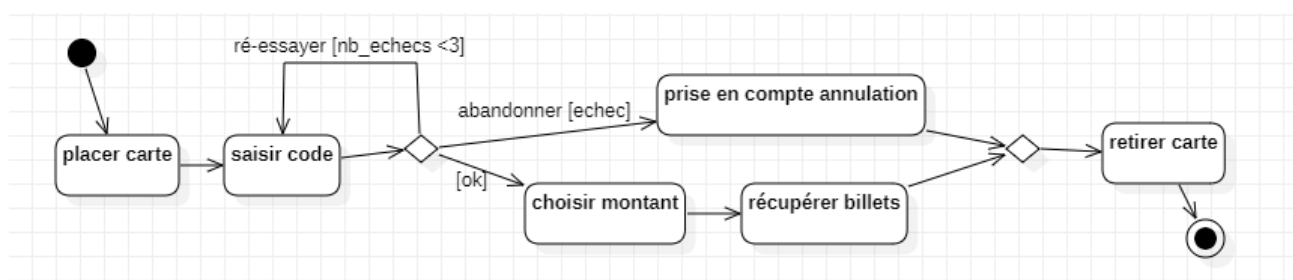 ré-essayer [nb_echecs <3]
abandonner [echec]
prise en compte annulation
placer carte
saisir code
retirer carte
[ok]
choisir montant
récupérer billets